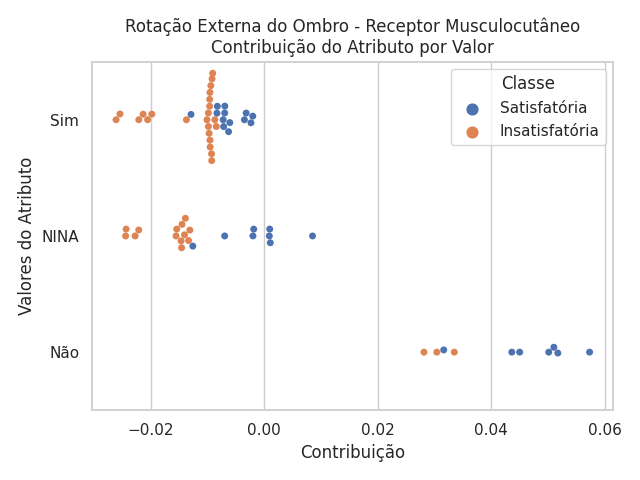 Rotação Externa do Ombro - Receptor Musculocutâneo
Contribuição do Atributo por Valor
Classe
Satisfatória
Insatisfatória
Valores do Atributo
Sim
NINA
Não
−0.02 0.00 0.02 0.04 0.06
Contribuição